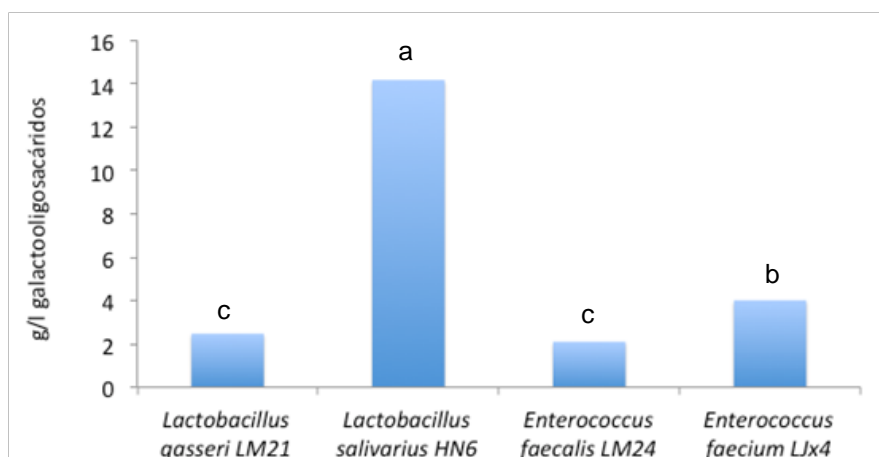 g/l galactooligosacáridos
16
14
12
10
8
6
4
2
0
c
a
c
b
Lactobacillus
gasseri LM21
Lactobacillus
salivarius HN6
Enterococcus
faecalis LM24
Enterococcus
faecium LJx4